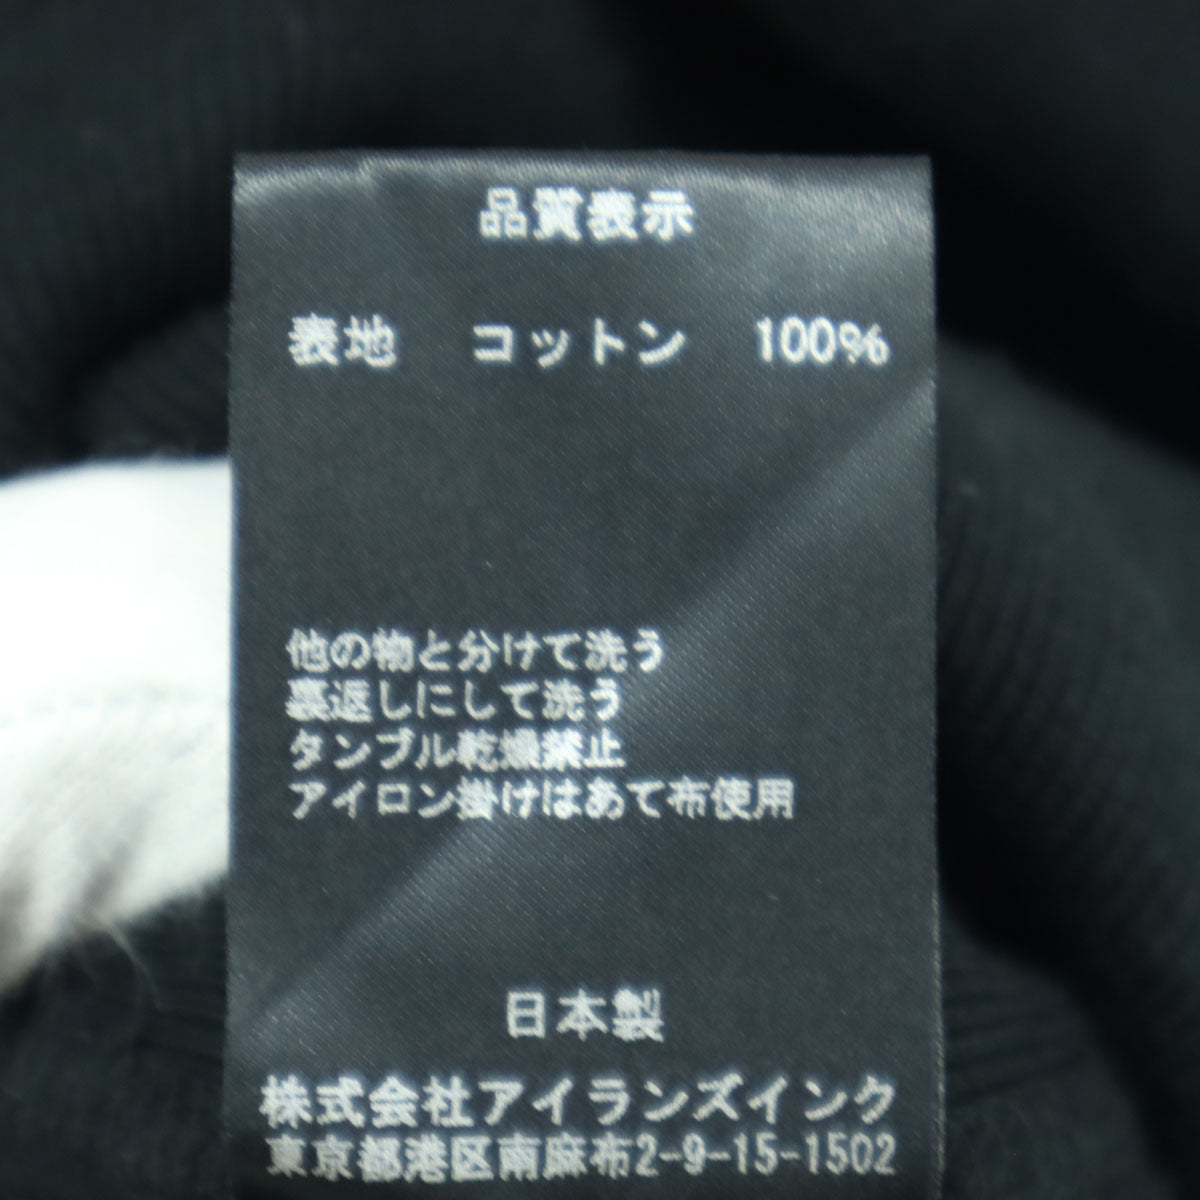 品質表示
表地 コットン 100%
他の物と分けて洗う
裏返しにして洗う
タンブル乾燥禁止
アイロン掛けはあて布使用
日本製
株式会社アイランズインク
東京都港区南麻布2-9-15-1502